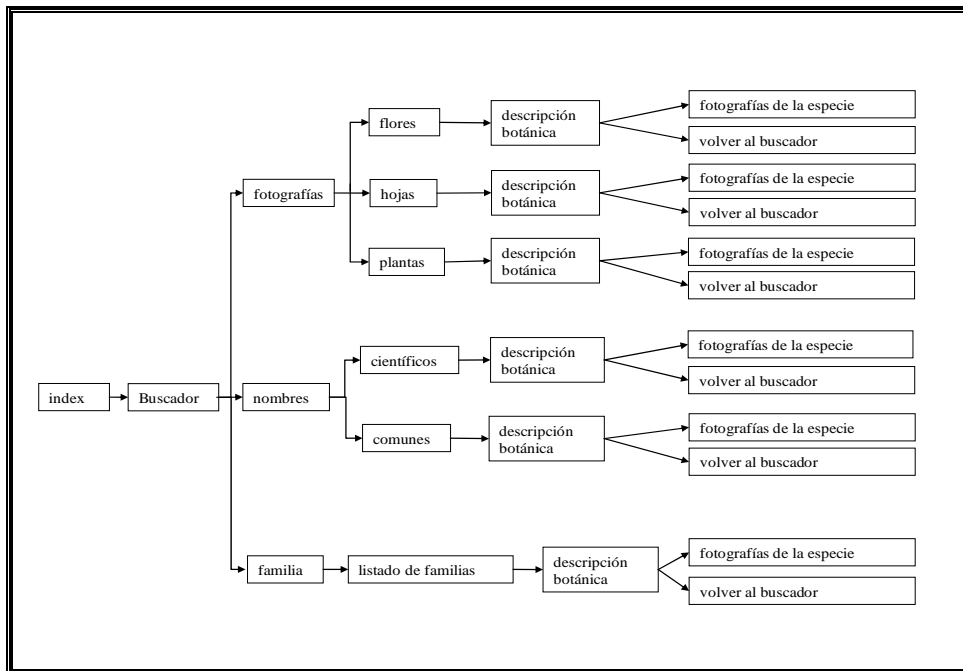 flores
descripción
botánica
fotografías de la especie
volver al buscador
fotografías
hojas
descripción
botánica
fotografías de la especie
volver al buscador
plantas
descripción
botánica
fotografías de la especie
volver al buscador
index
Buscador
nombres
científicos
descripción
botánica
fotografías de la especie
volver al buscador
comunes
descripción
botánica
fotografías de la especie
volver al buscador
familia
listado de familias
descripción
botánica
fotografías de la especie
volver al buscador